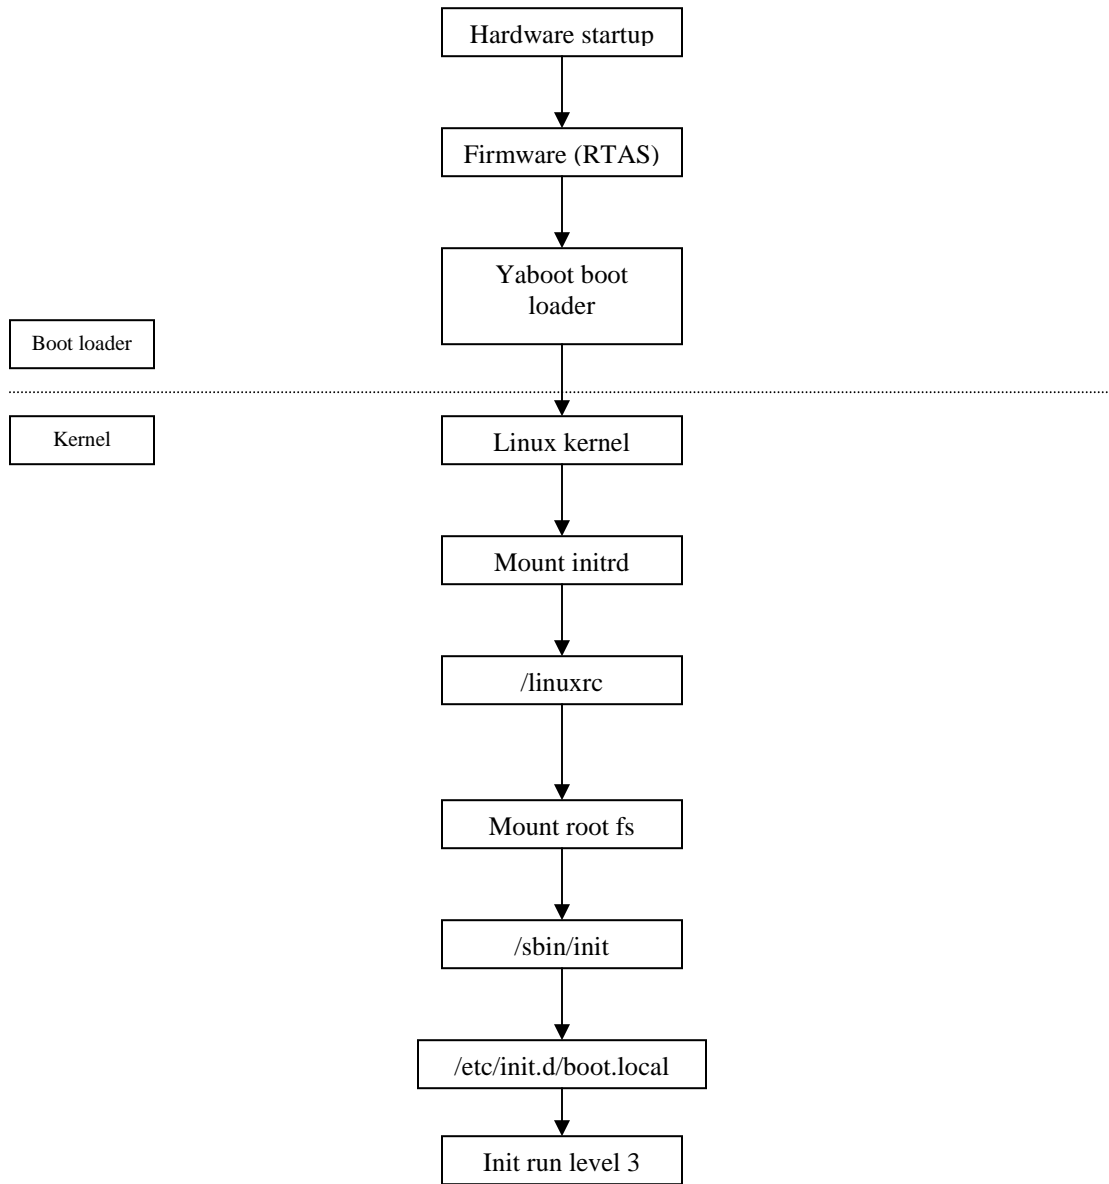 Hardware startup
Firmware (RTAS)
Yaboot boot
loader
Boot loader
Kernel
Linux kernel
Mount initrd
/linuxrc
Mount root fs
/sbin/init
/etc/init.d/boot.local
Init run level 3